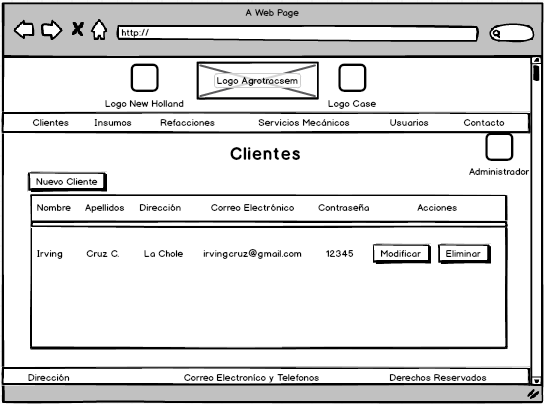 A Web Page
http://
Logo Agrotracsem
Logo New Holland Logo Case
Clientes Insumos Refacciones Servicios Mecánicos Usuarios Contacto
Clientes
Administrador
Nuevo Cliente
Nombre Apellidos Dirección Correo Electrónico Contraseña Acciones
Irving Cruz C. La Chole irvingcruz@gmail.com 12345 Modificar Eliminar
Dirección Correo Electronico y Telefonos Derechos Reservados